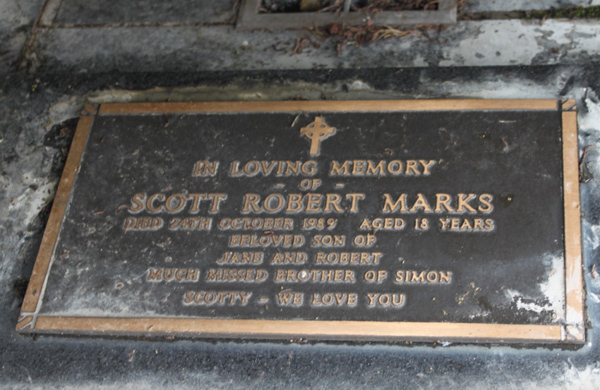 IN LOVING MEMORY
- OF -
SCOTT ROBERT MARKS
DIED 24TH OCTOBER 1989 AGED 18 YEARS
BELOVED SON OF
JANE AND ROBERT
MUCH MISSED BROTHER OF SIMON
SCOTTY - WE LOVE YOU